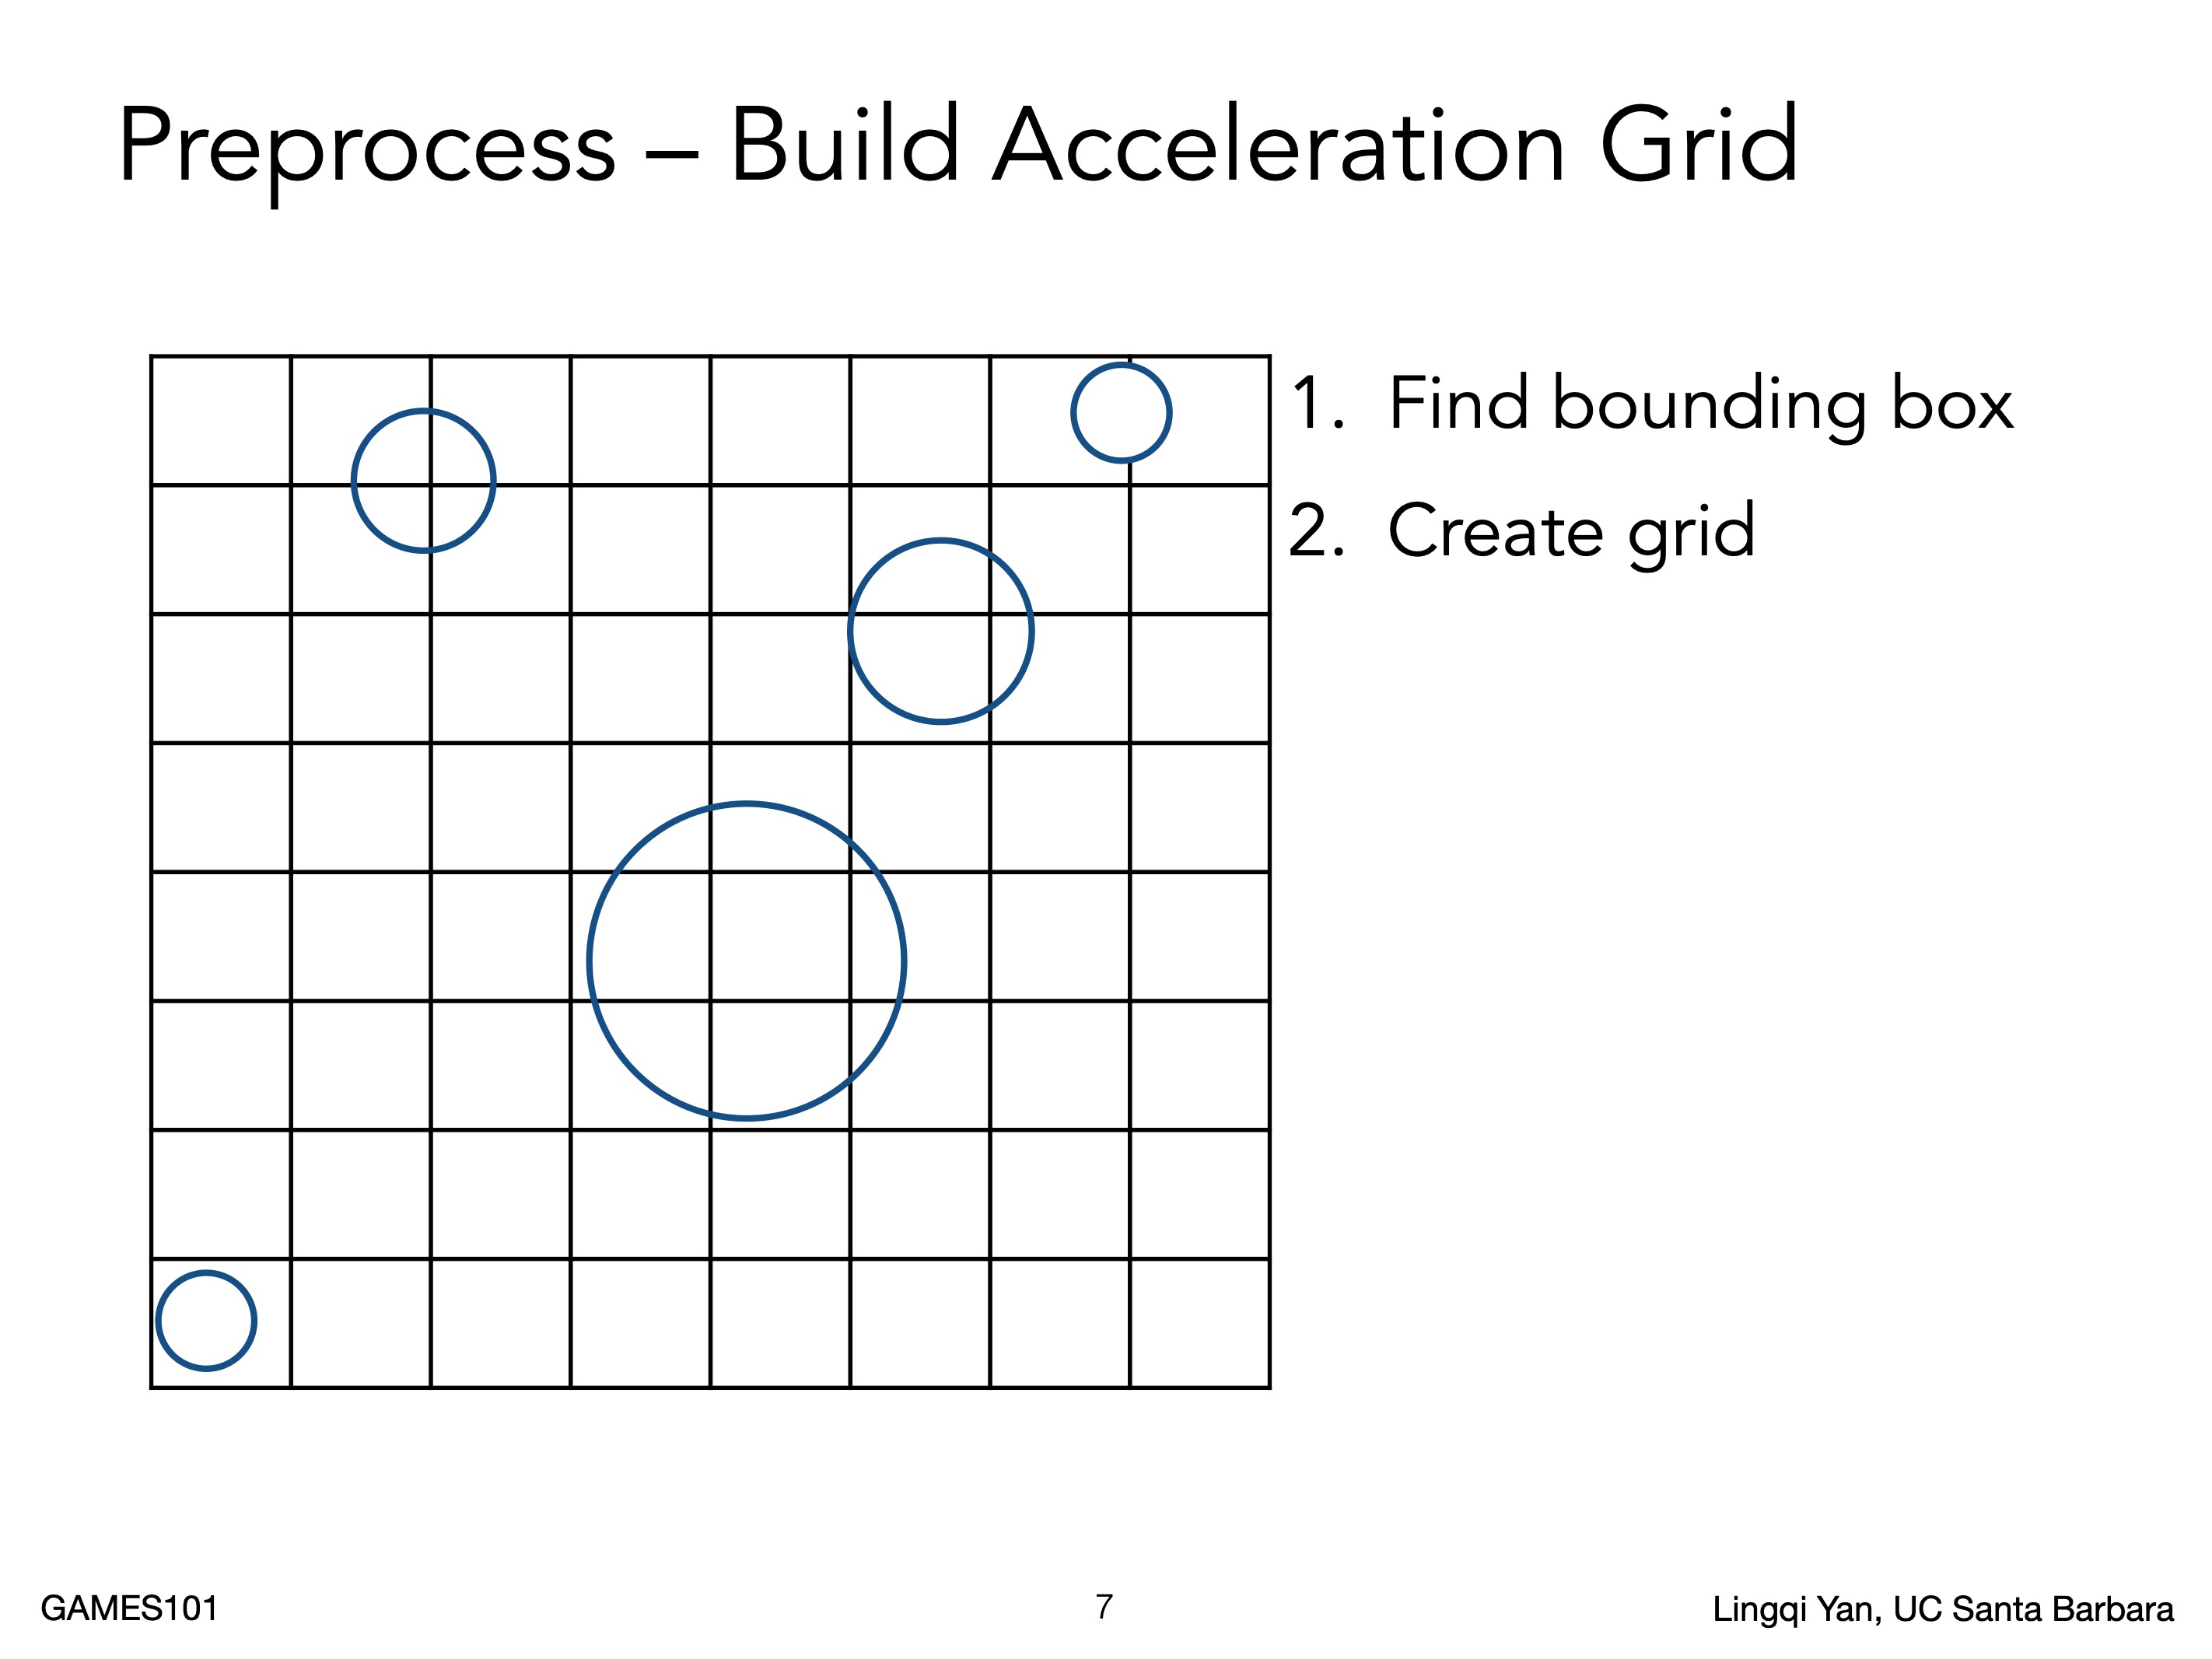 Preprocess – Build Acceleration Grid
1. Find bounding box
2. Create grid
GAMES101
7
Lingqi Yan, UC Santa Barbara